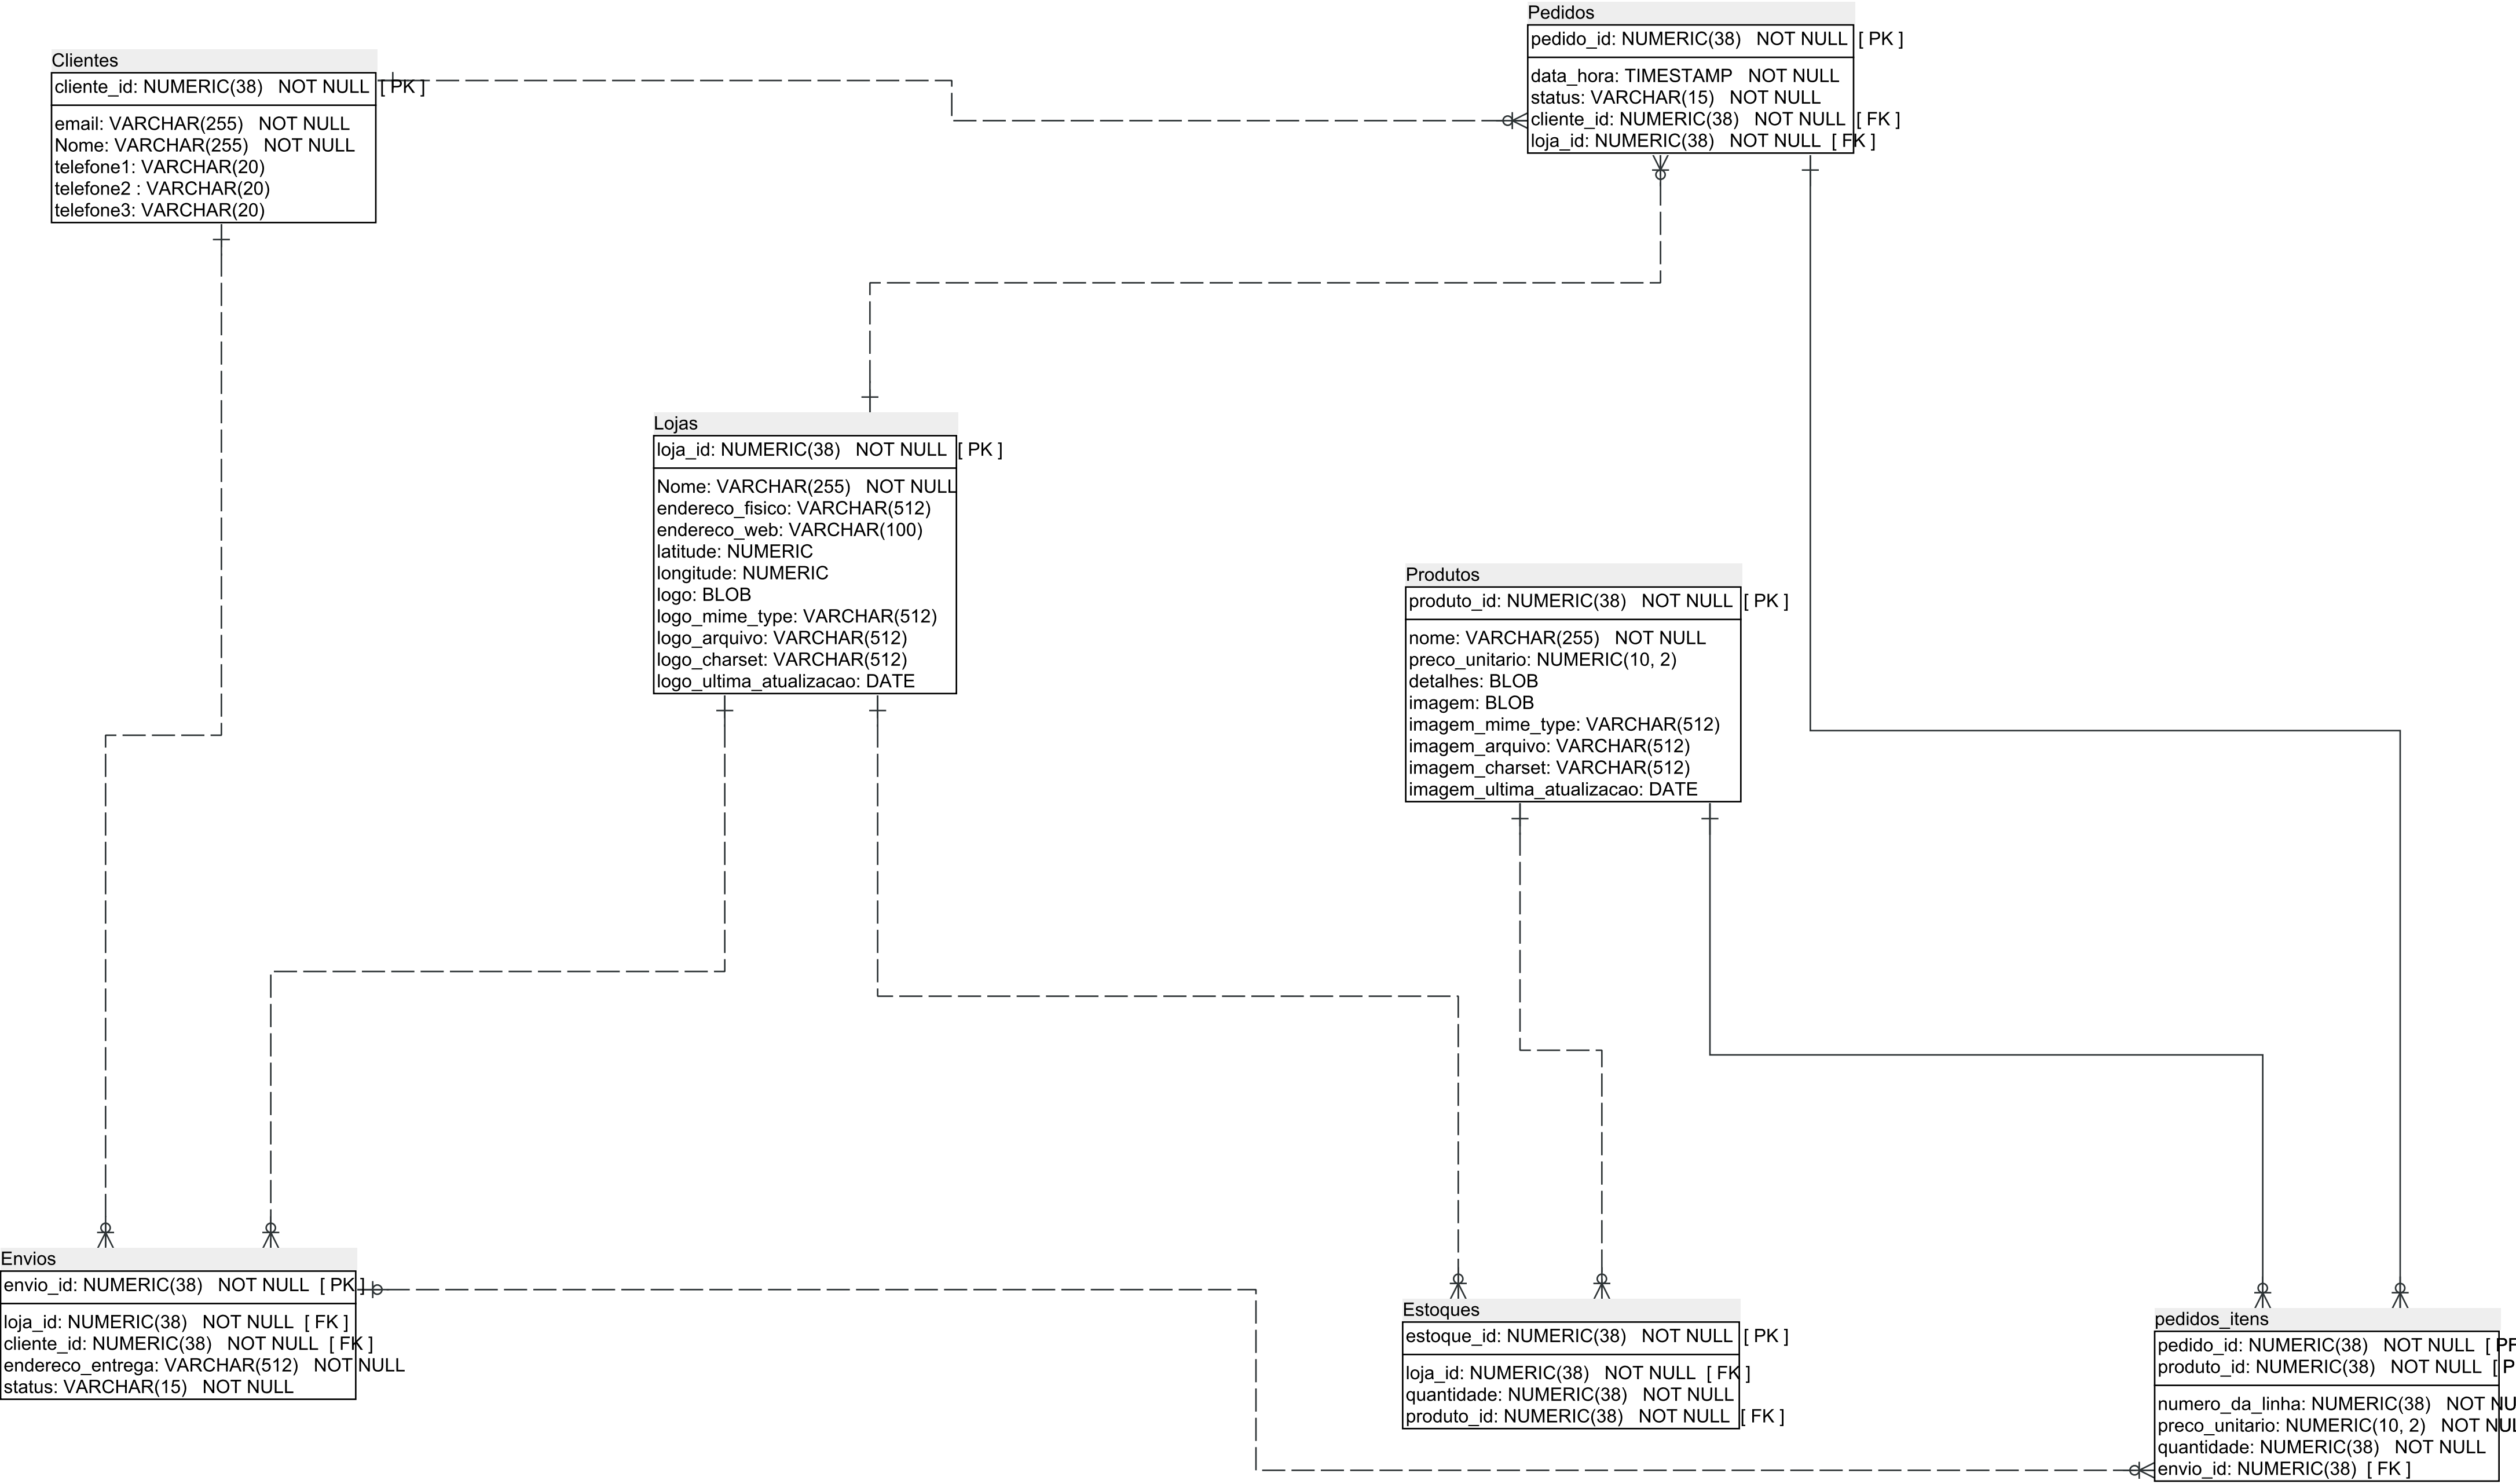 Pedidos
pedido_id: NUMERIC(38) NOT NULL [ PK ]
data_hora: TIMESTAMP NOT NULL
status: VARCHAR(15) NOT NULL
cliente_id: NUMERIC(38) NOT NULL [ FK ]
loja_id: NUMERIC(38) NOT NULL [ FK ]
Clientes
cliente_id: NUMERIC(38) NOT NULL [ PK ]
email: VARCHAR(255) NOT NULL
Nome: VARCHAR(255) NOT NULL
telefone1: VARCHAR(20)
telefone2 : VARCHAR(20)
telefone3: VARCHAR(20)
Lojas
loja_id: NUMERIC(38) NOT NULL [ PK ]
Nome: VARCHAR(255) NOT NULL
endereco_fisico: VARCHAR(512)
endereco_web: VARCHAR(100)
latitude: NUMERIC
longitude: NUMERIC
logo: BLOB
logo_mime_type: VARCHAR(512)
logo_arquivo: VARCHAR(512)
logo_charset: VARCHAR(512)
logo_ultima_atualizacao: DATE
Produtos
produto_id: NUMERIC(38) NOT NULL [ PK ]
nome: VARCHAR(255) NOT NULL
preco_unitario: NUMERIC(10, 2)
detalhes: BLOB
imagem: BLOB
imagem_mime_type: VARCHAR(512)
imagem_arquivo: VARCHAR(512)
imagem_charset: VARCHAR(512)
imagem_ultima_atualizacao: DATE
Envios
envio_id: NUMERIC(38) NOT NULL [ PK ]
loja_id: NUMERIC(38) NOT NULL [ FK ]
cliente_id: NUMERIC(38) NOT NULL [ FK ]
endereco_entrega: VARCHAR(512) NOT NULL
status: VARCHAR(15) NOT NULL
Estoques
estoque_id: NUMERIC(38) NOT NULL [ PK ]
loja_id: NUMERIC(38) NOT NULL [ FK ]
quantidade: NUMERIC(38) NOT NULL
produto_id: NUMERIC(38) NOT NULL [ FK ]
pedidos_itens
pedido_id: NUMERIC(38) NOT NULL [
produto_id: NUMERIC(38) NOT NULL [
numero_da_linha: NUMERIC(38) NOT
preco_unitario: NUMERIC(10, 2) NOT
quantidade: NUMERIC(38) NOT NULL
envio_id: NUMERIC(38) [ FK ]